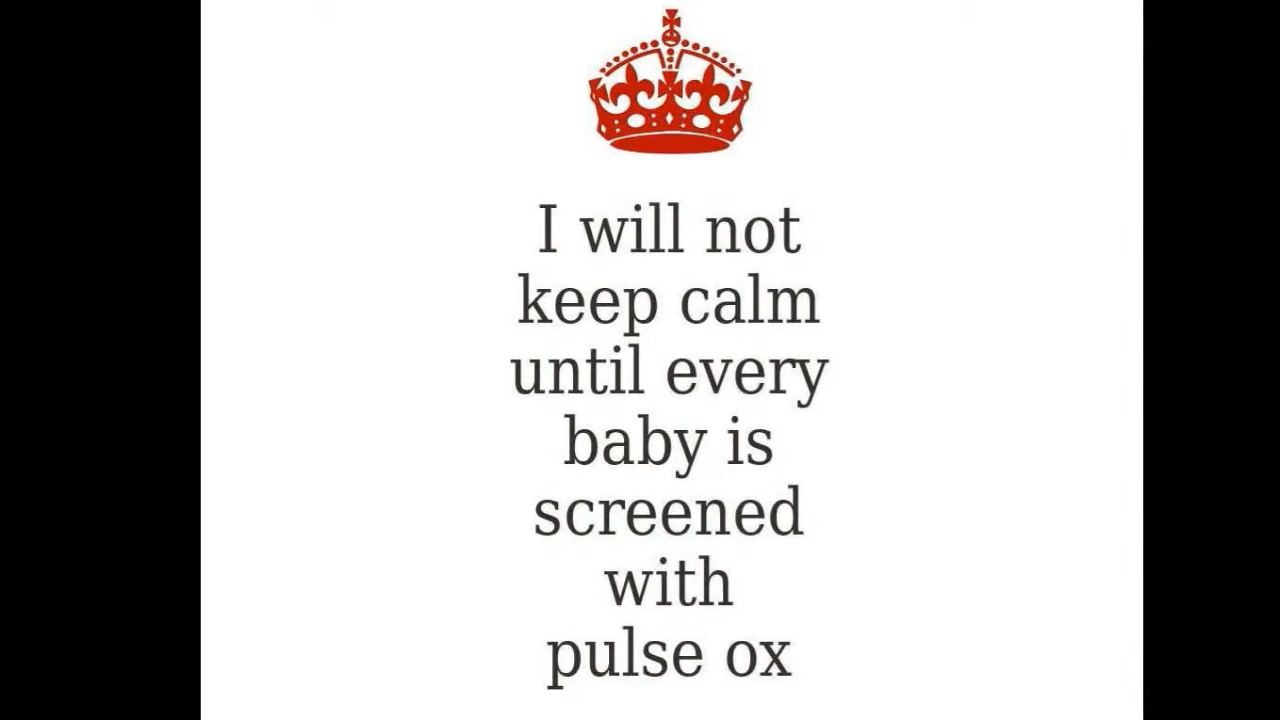 I will not
keep calm
until every
baby is
screened
with
pulse ox